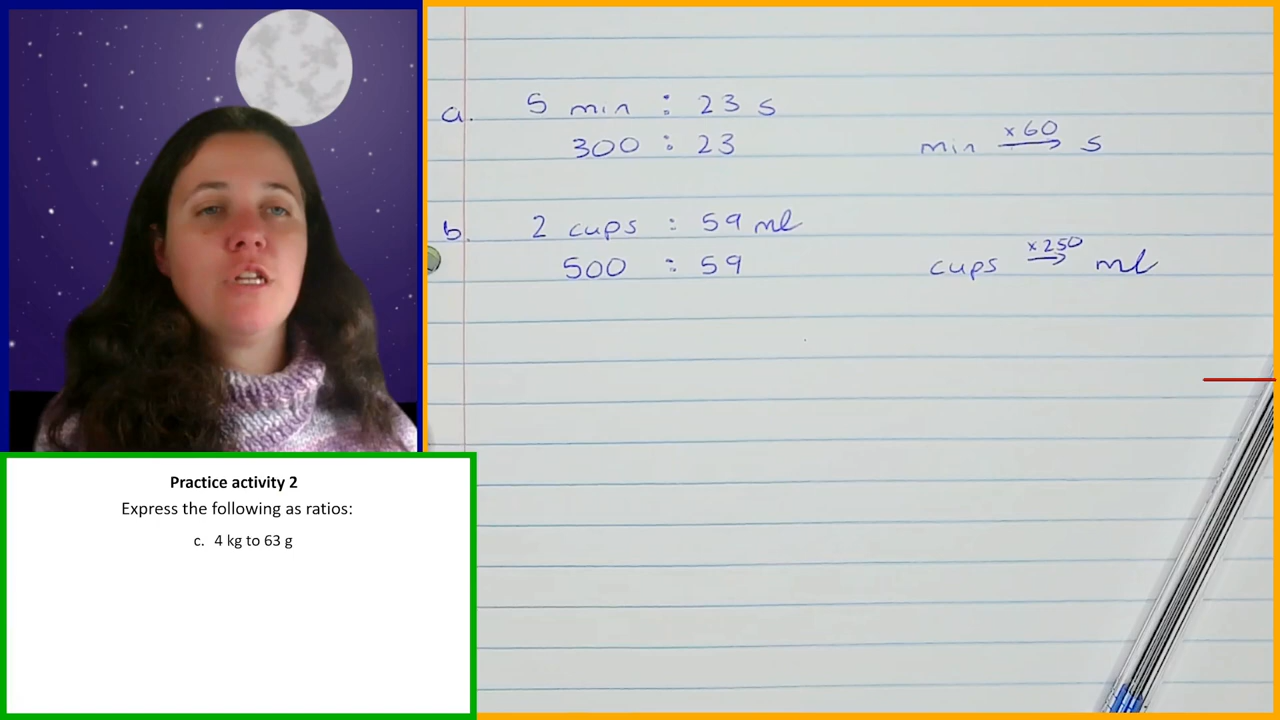 a. 5 min : 23 s
300 : 23 min ×60 → s
b. 2 cups : 59 ml
500 : 59 cups ×250 → ml
Practice activity 2
Express the following as ratios:
c. 4 kg to 63 g